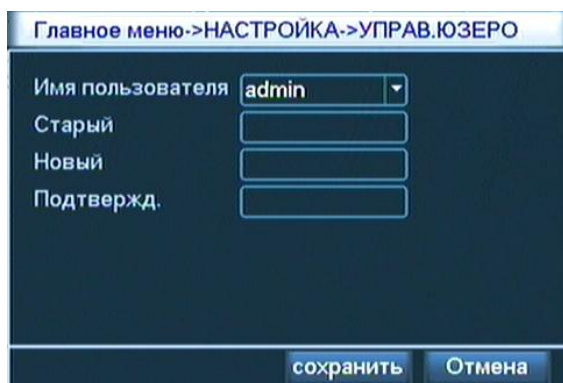 Главное меню->НАСТРОЙКА->УПРАВ.ЮЗЕРО
Имя пользователя admin
Старый
Новый
Подтвержд.
сохранить Отмена